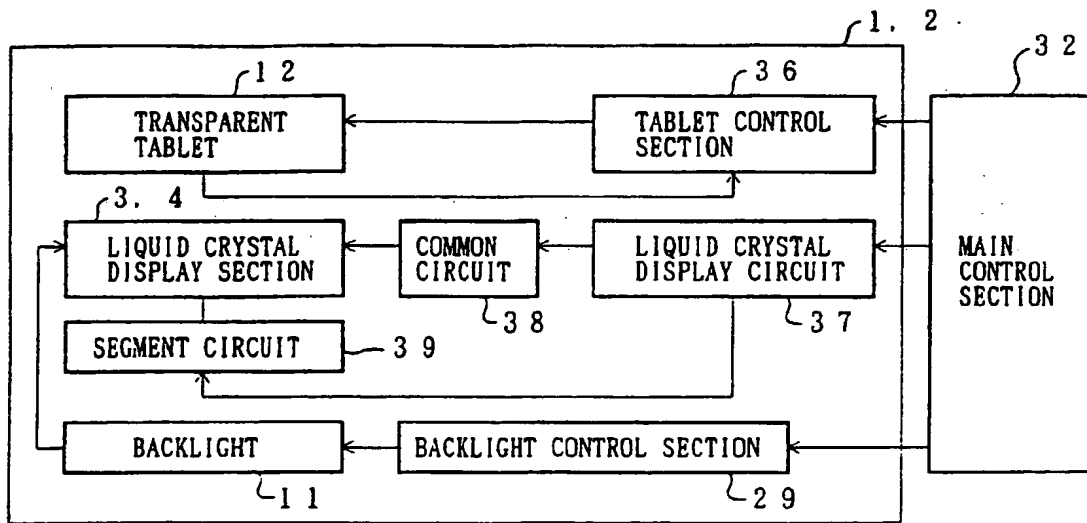 1, 2
12
36
32
TRANSPARENT
TABLET
TABLET CONTROL
SECTION
3, 4
LIQUID CRYSTAL
DISPLAY SECTION
COMMON
CIRCUIT
LIQUID CRYSTAL
DISPLAY CIRCUIT
MAIN
CONTROL
SECTION
38
37
SEGMENT CIRCUIT
39
BACKLIGHT
BACKLIGHT CONTROL SECTION
11
29